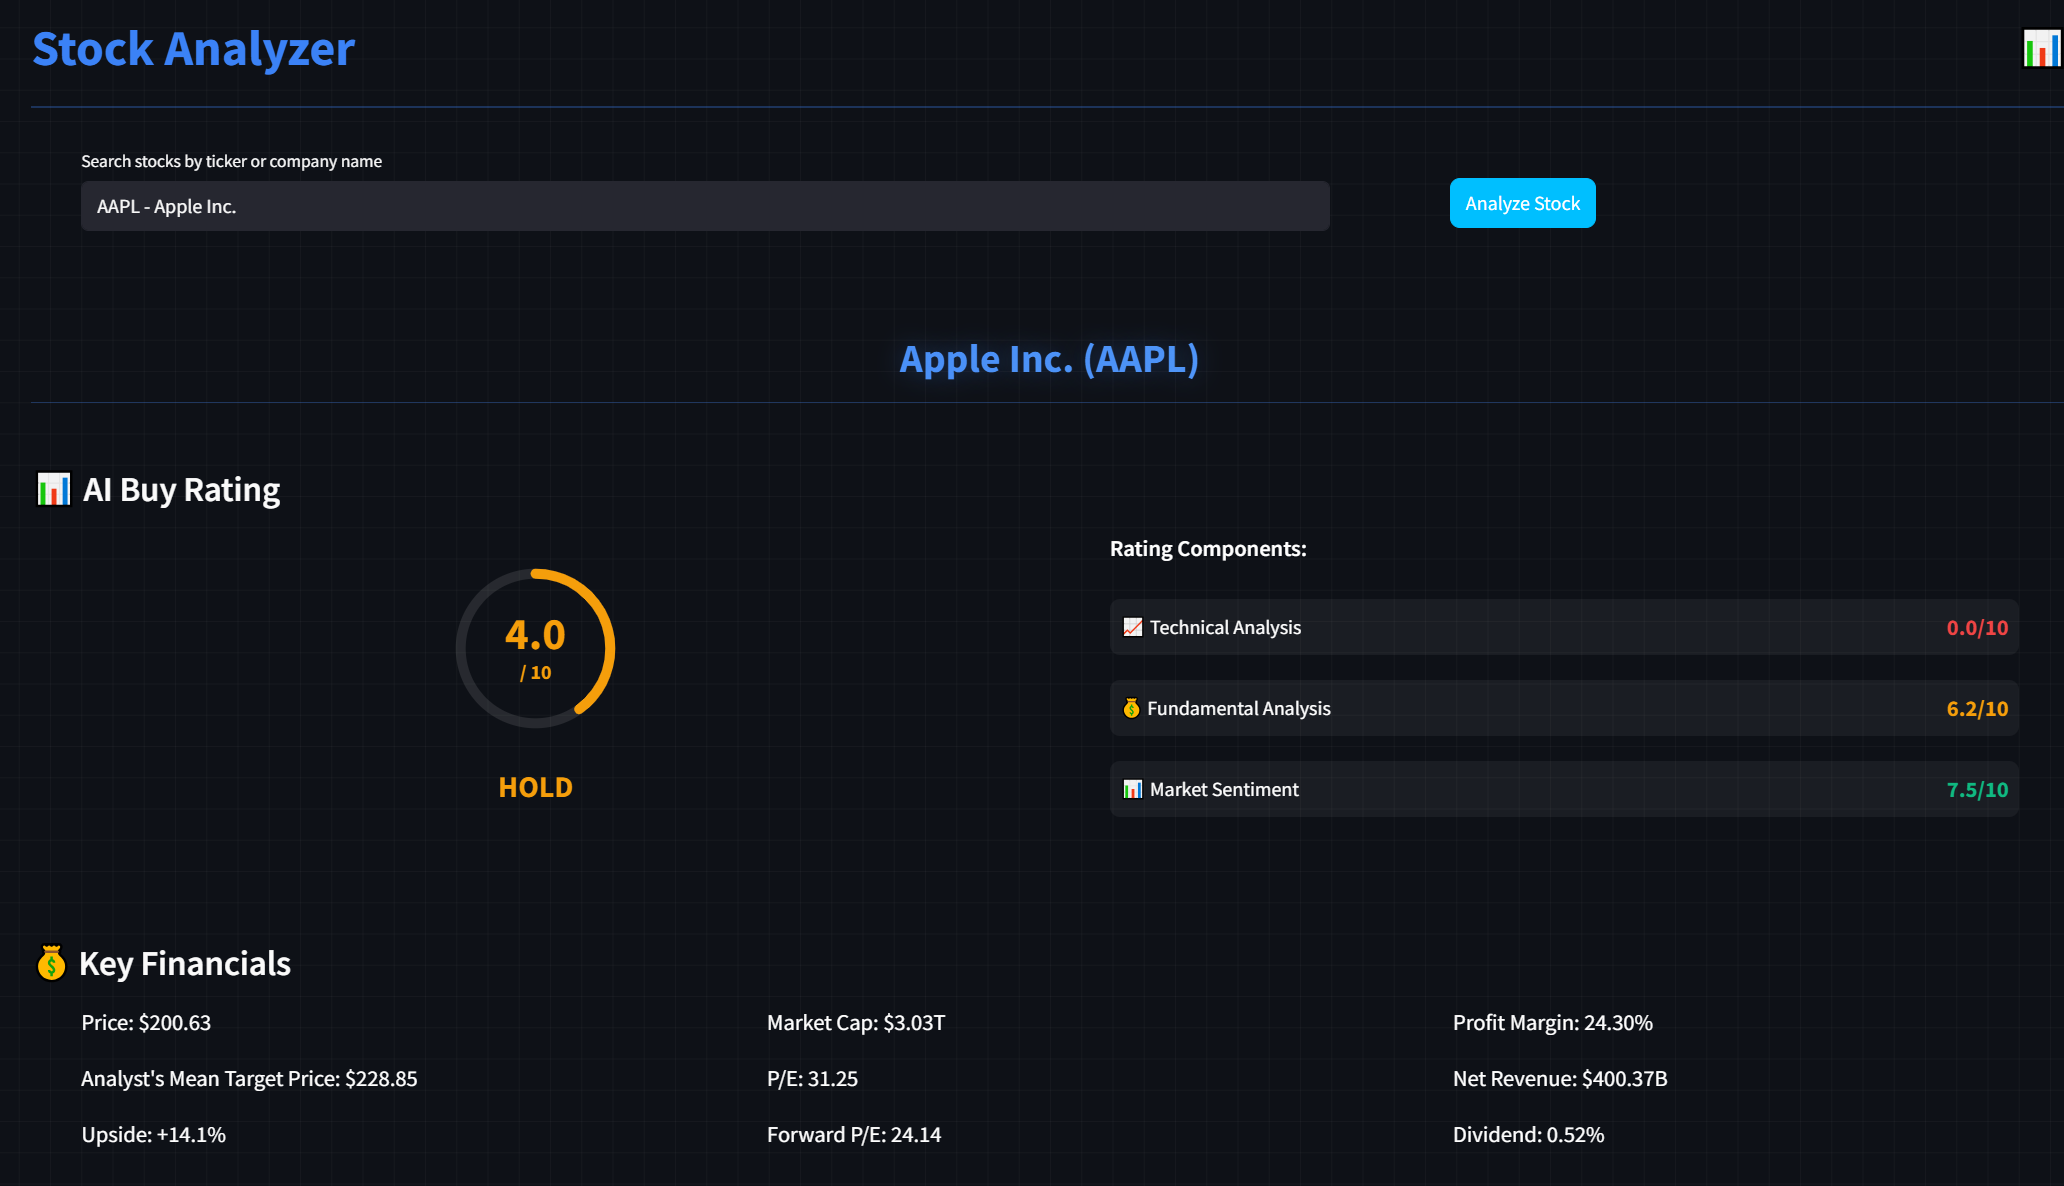 Stock Analyzer
Search stocks by ticker or company name
AAPL - Apple Inc.
Analyze Stock
Apple Inc. (AAPL)
AI Buy Rating
4.0
/ 10
HOLD
Rating Components:
Technical Analysis 0.0/10
Fundamental Analysis 6.2/10
Market Sentiment 7.5/10
Key Financials
Price: $200.63 Market Cap: $3.03T Profit Margin: 24.30%
Analyst's Mean Target Price: $228.85 P/E: 31.25 Net Revenue: $400.37B
Upside: +14.1% Forward P/E: 24.14 Dividend: 0.52%